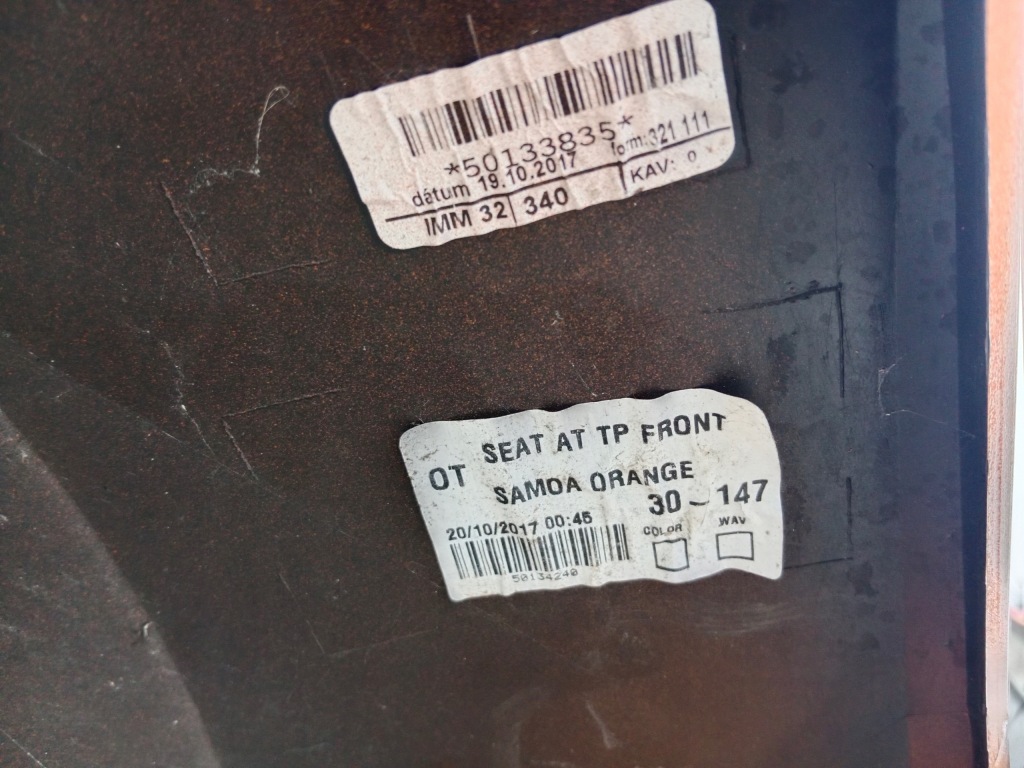 *50133835*
dátum 19.10.2017 form:321 111
IMM 32 340 KAV: 0
SEAT AT TP FRONT
OT
SAMOA ORANGE
30 - 147
20/10/2017 00:45 COLOR WAV
50134240